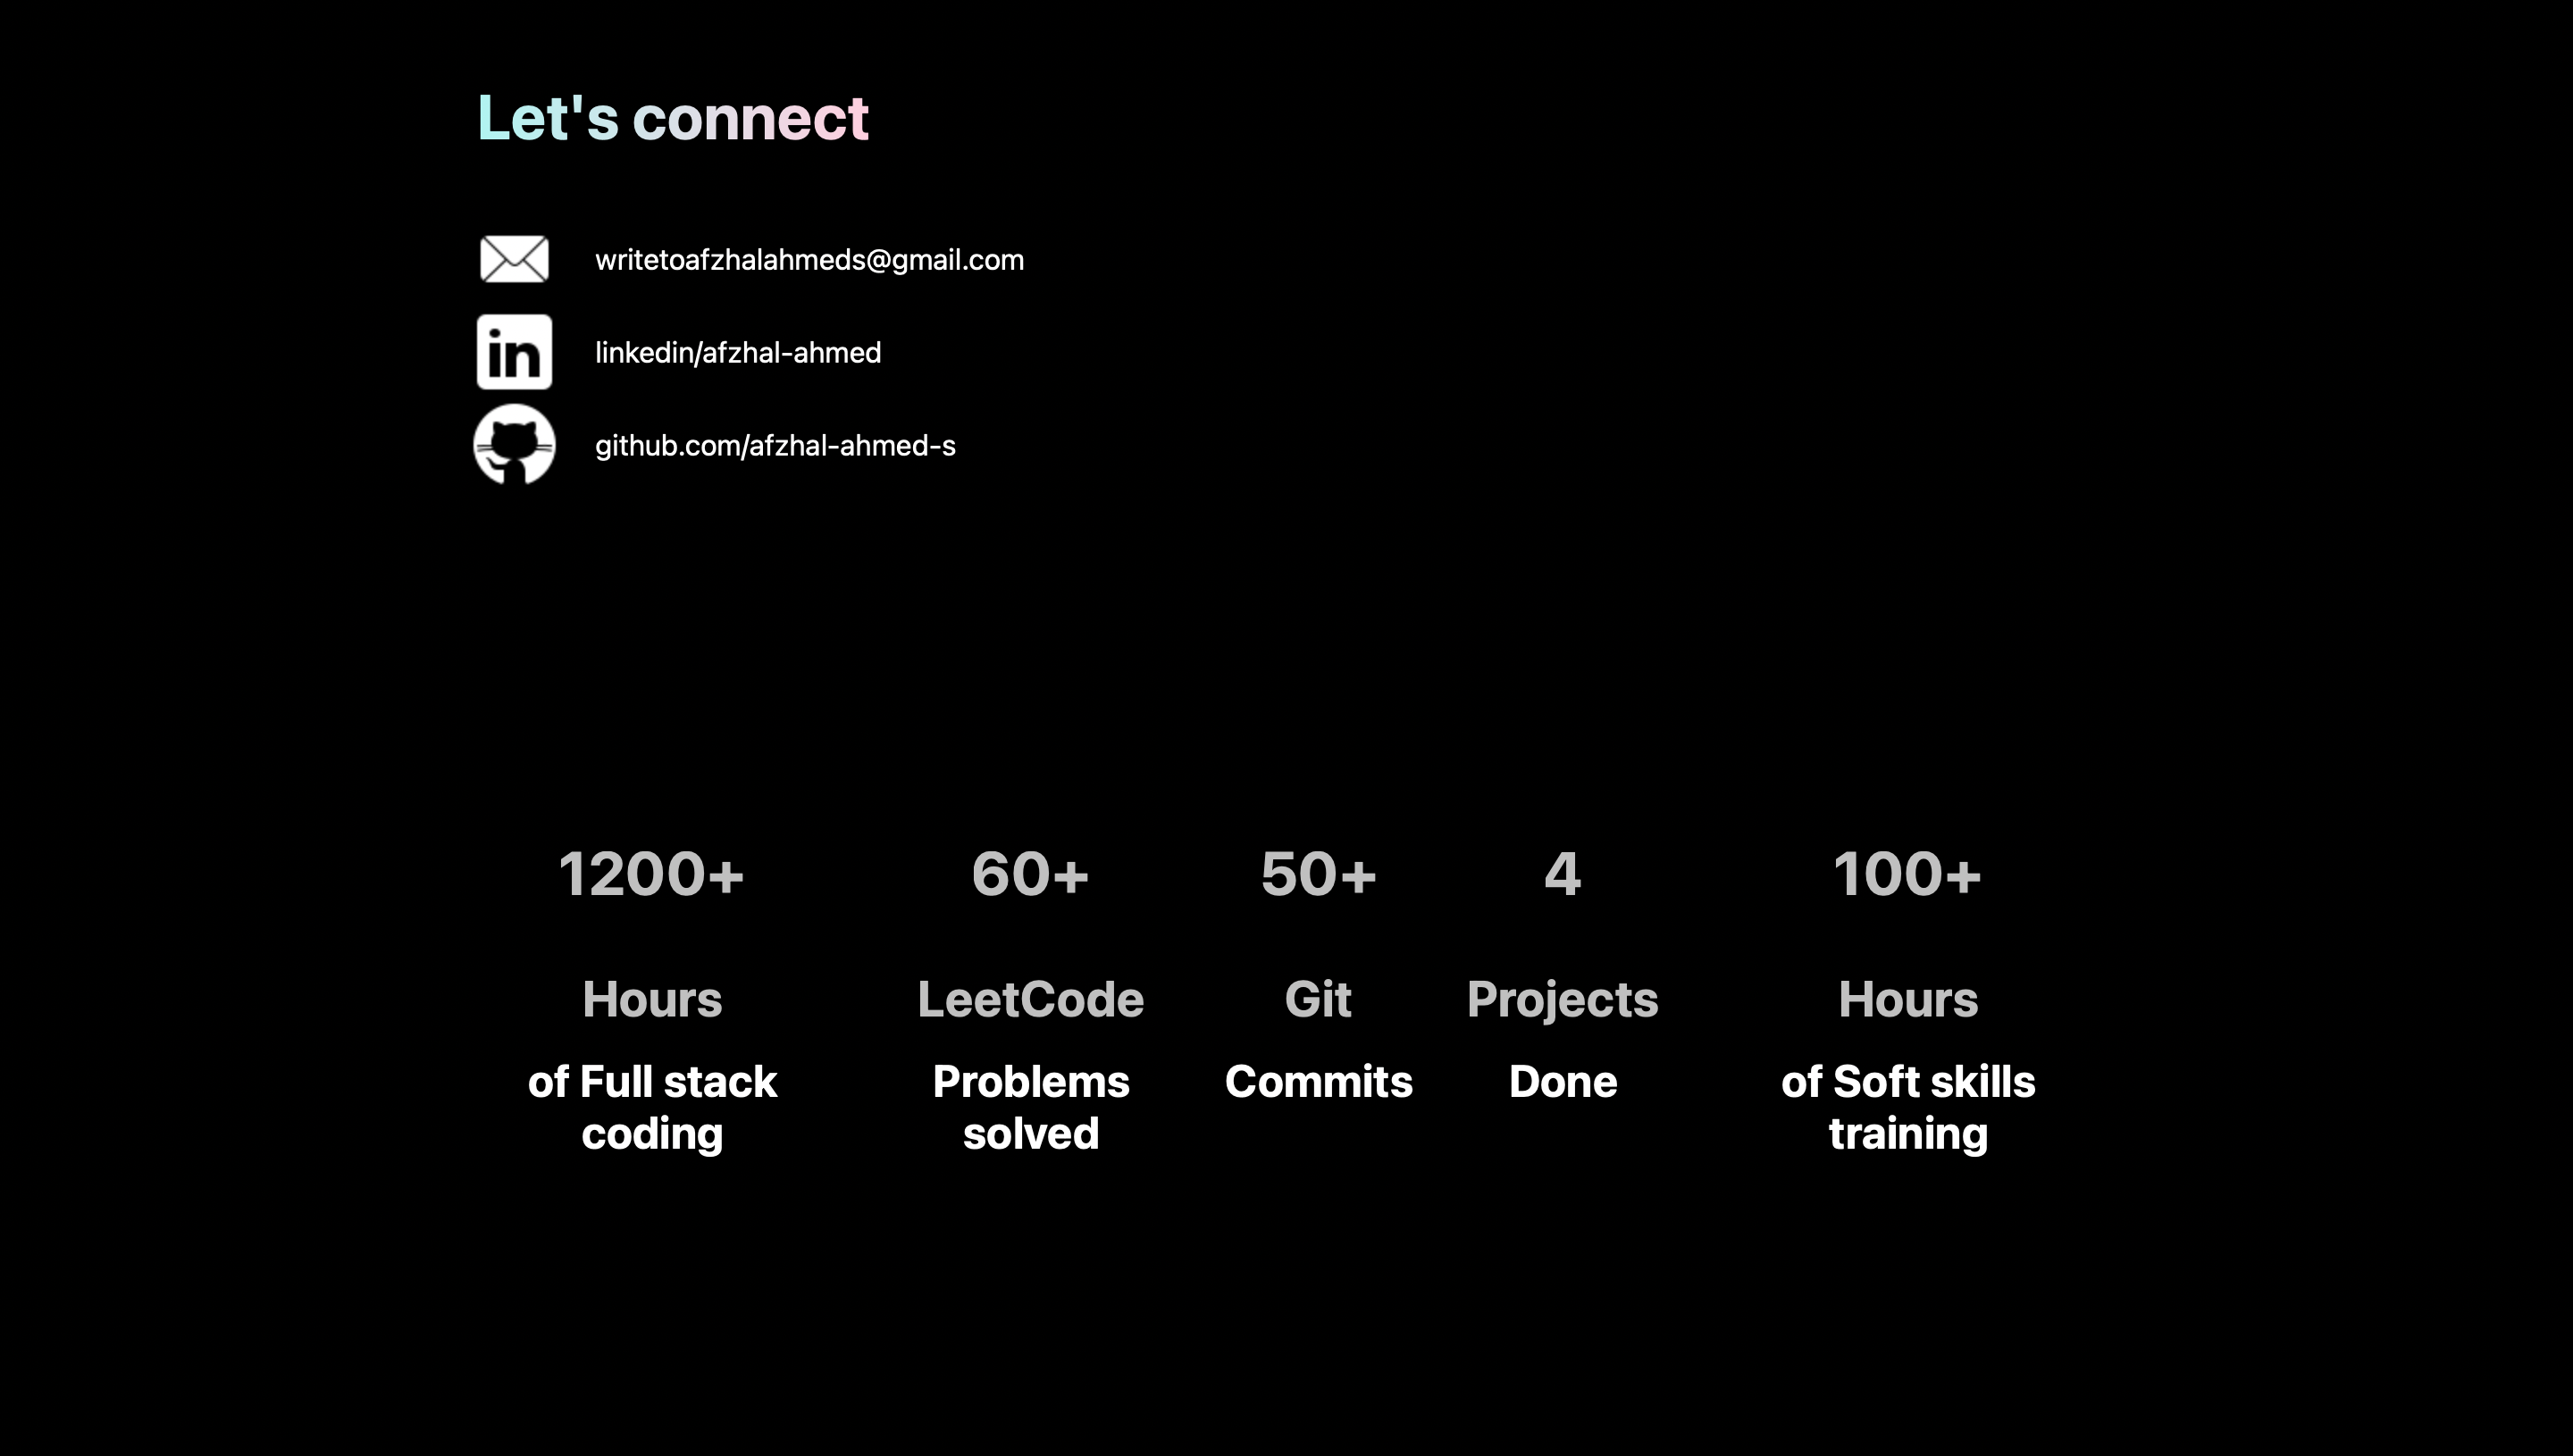 Let's connect
writetoafzhalahmeds@gmail.com
in
linkedin/afzhal-ahmed
github.com/afzhal-ahmed-s
1200+
Hours
of Full stack
coding
60+
LeetCode
Problems
solved
50+
Git
Commits
4
Projects
Done
100+
Hours
of Soft skills
training